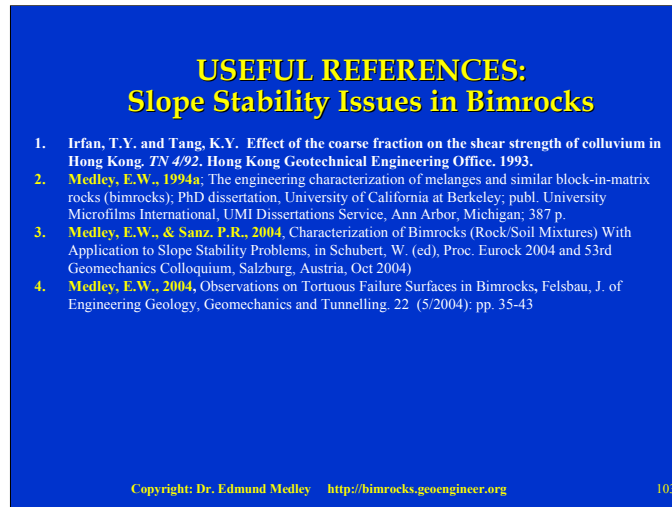 USEFUL REFERENCES:
Slope Stability Issues in Bimrocks
1. Irfan, T.Y. and Tang, K.Y. Effect of the coarse fraction on the shear strength of colluvium in
Hong Kong. TN 4/92. Hong Kong Geotechnical Engineering Office. 1993.
2. Medley, E.W., 1994a; The engineering characterization of melanges and similar block-in-matrix
rocks (bimrocks); PhD dissertation, University of California at Berkeley; publ. University
Microfilms International, UMI Dissertations Service, Ann Arbor, Michigan; 387 p.
3. Medley, E.W., & Sanz. P.R., 2004, Characterization of Bimrocks (Rock/Soil Mixtures) With
Application to Slope Stability Problems, in Schubert, W. (ed), Proc. Eurock 2004 and 53rd
Geomechanics Colloquium, Salzburg, Austria, Oct 2004)
4. Medley, E.W., 2004, Observations on Tortuous Failure Surfaces in Bimrocks, Felsbau, J. of
Engineering Geology, Geomechanics and Tunnelling. 22 (5/2004): pp. 35-43
Copyright: Dr. Edmund Medley http://bimrocks.geoengineer.org 103